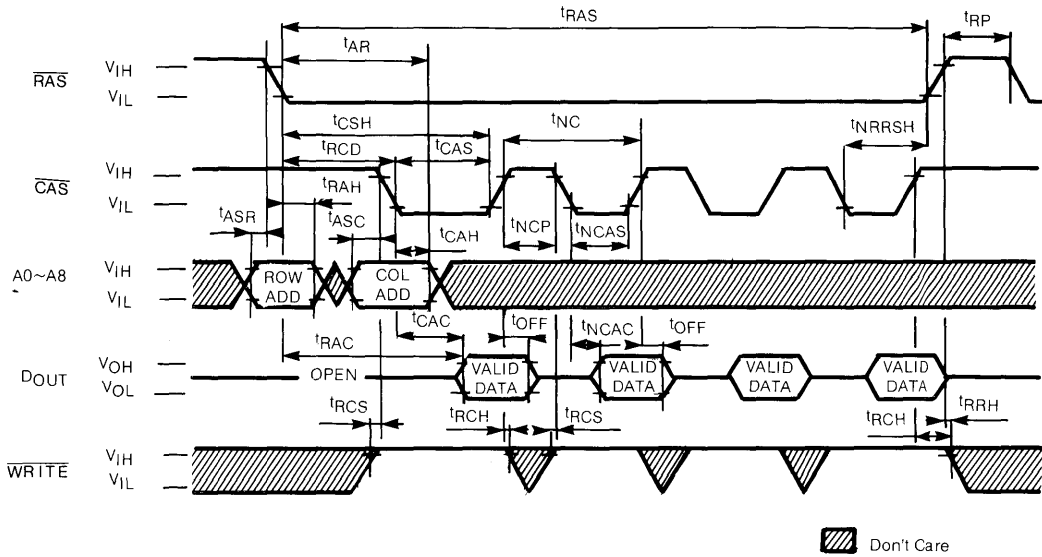 tRAS
tRP
tAR
RAS
VIH
VIL
tCSH
tNC
tNRRSH
tRCD
tCAS
CAS
VIH
VIL
tRAH
tASR
tASC
tCAH
tNCP
tNCAS
A0~A8
VIH
VIL
ROW
ADD
COL
ADD
tCAC
tOFF
tNCAC
tOFF
tRAC
DOUT
VOH
VOL
OPEN
VALID
DATA
VALID
DATA
VALID
DATA
VALID
DATA
tRCS
tRCH
tRCS
tRCH
tRRH
WRITE
VIH
VIL
Don't Care